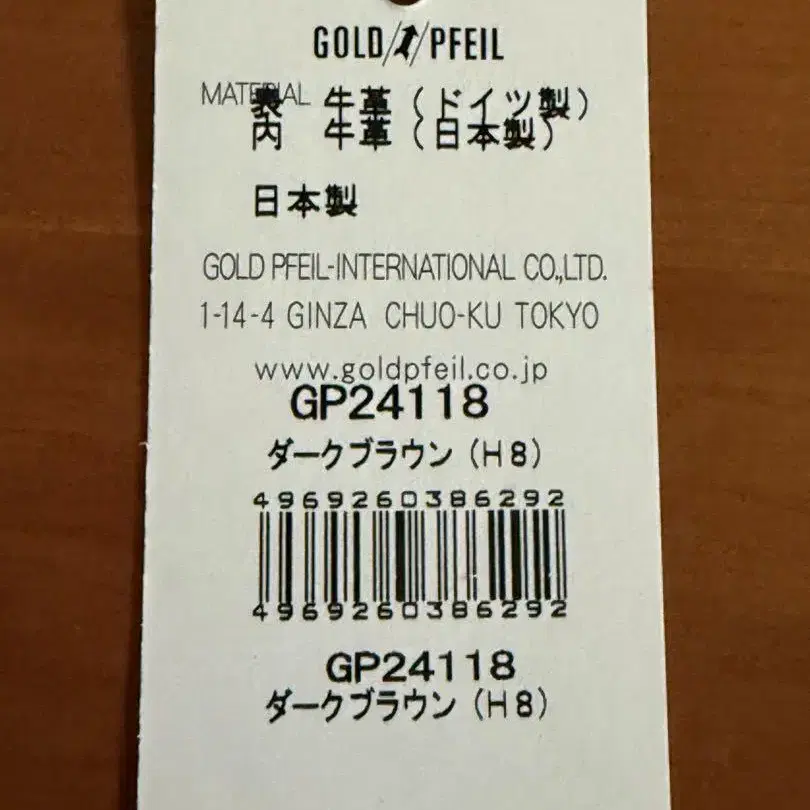 GOLD PFEIL
MATERIAL
表 牛革(ドイツ製)
内 牛革(日本製)
日本製
GOLD PFEIL-INTERNATIONAL CO.,LTD.
1-14-4 GINZA CHUO-KU TOKYO
www.goldpfeil.co.jp
GP24118
ダークブラウン(H8)
4969260386292
4969260386292
GP24118
ダークブラウン(H8)